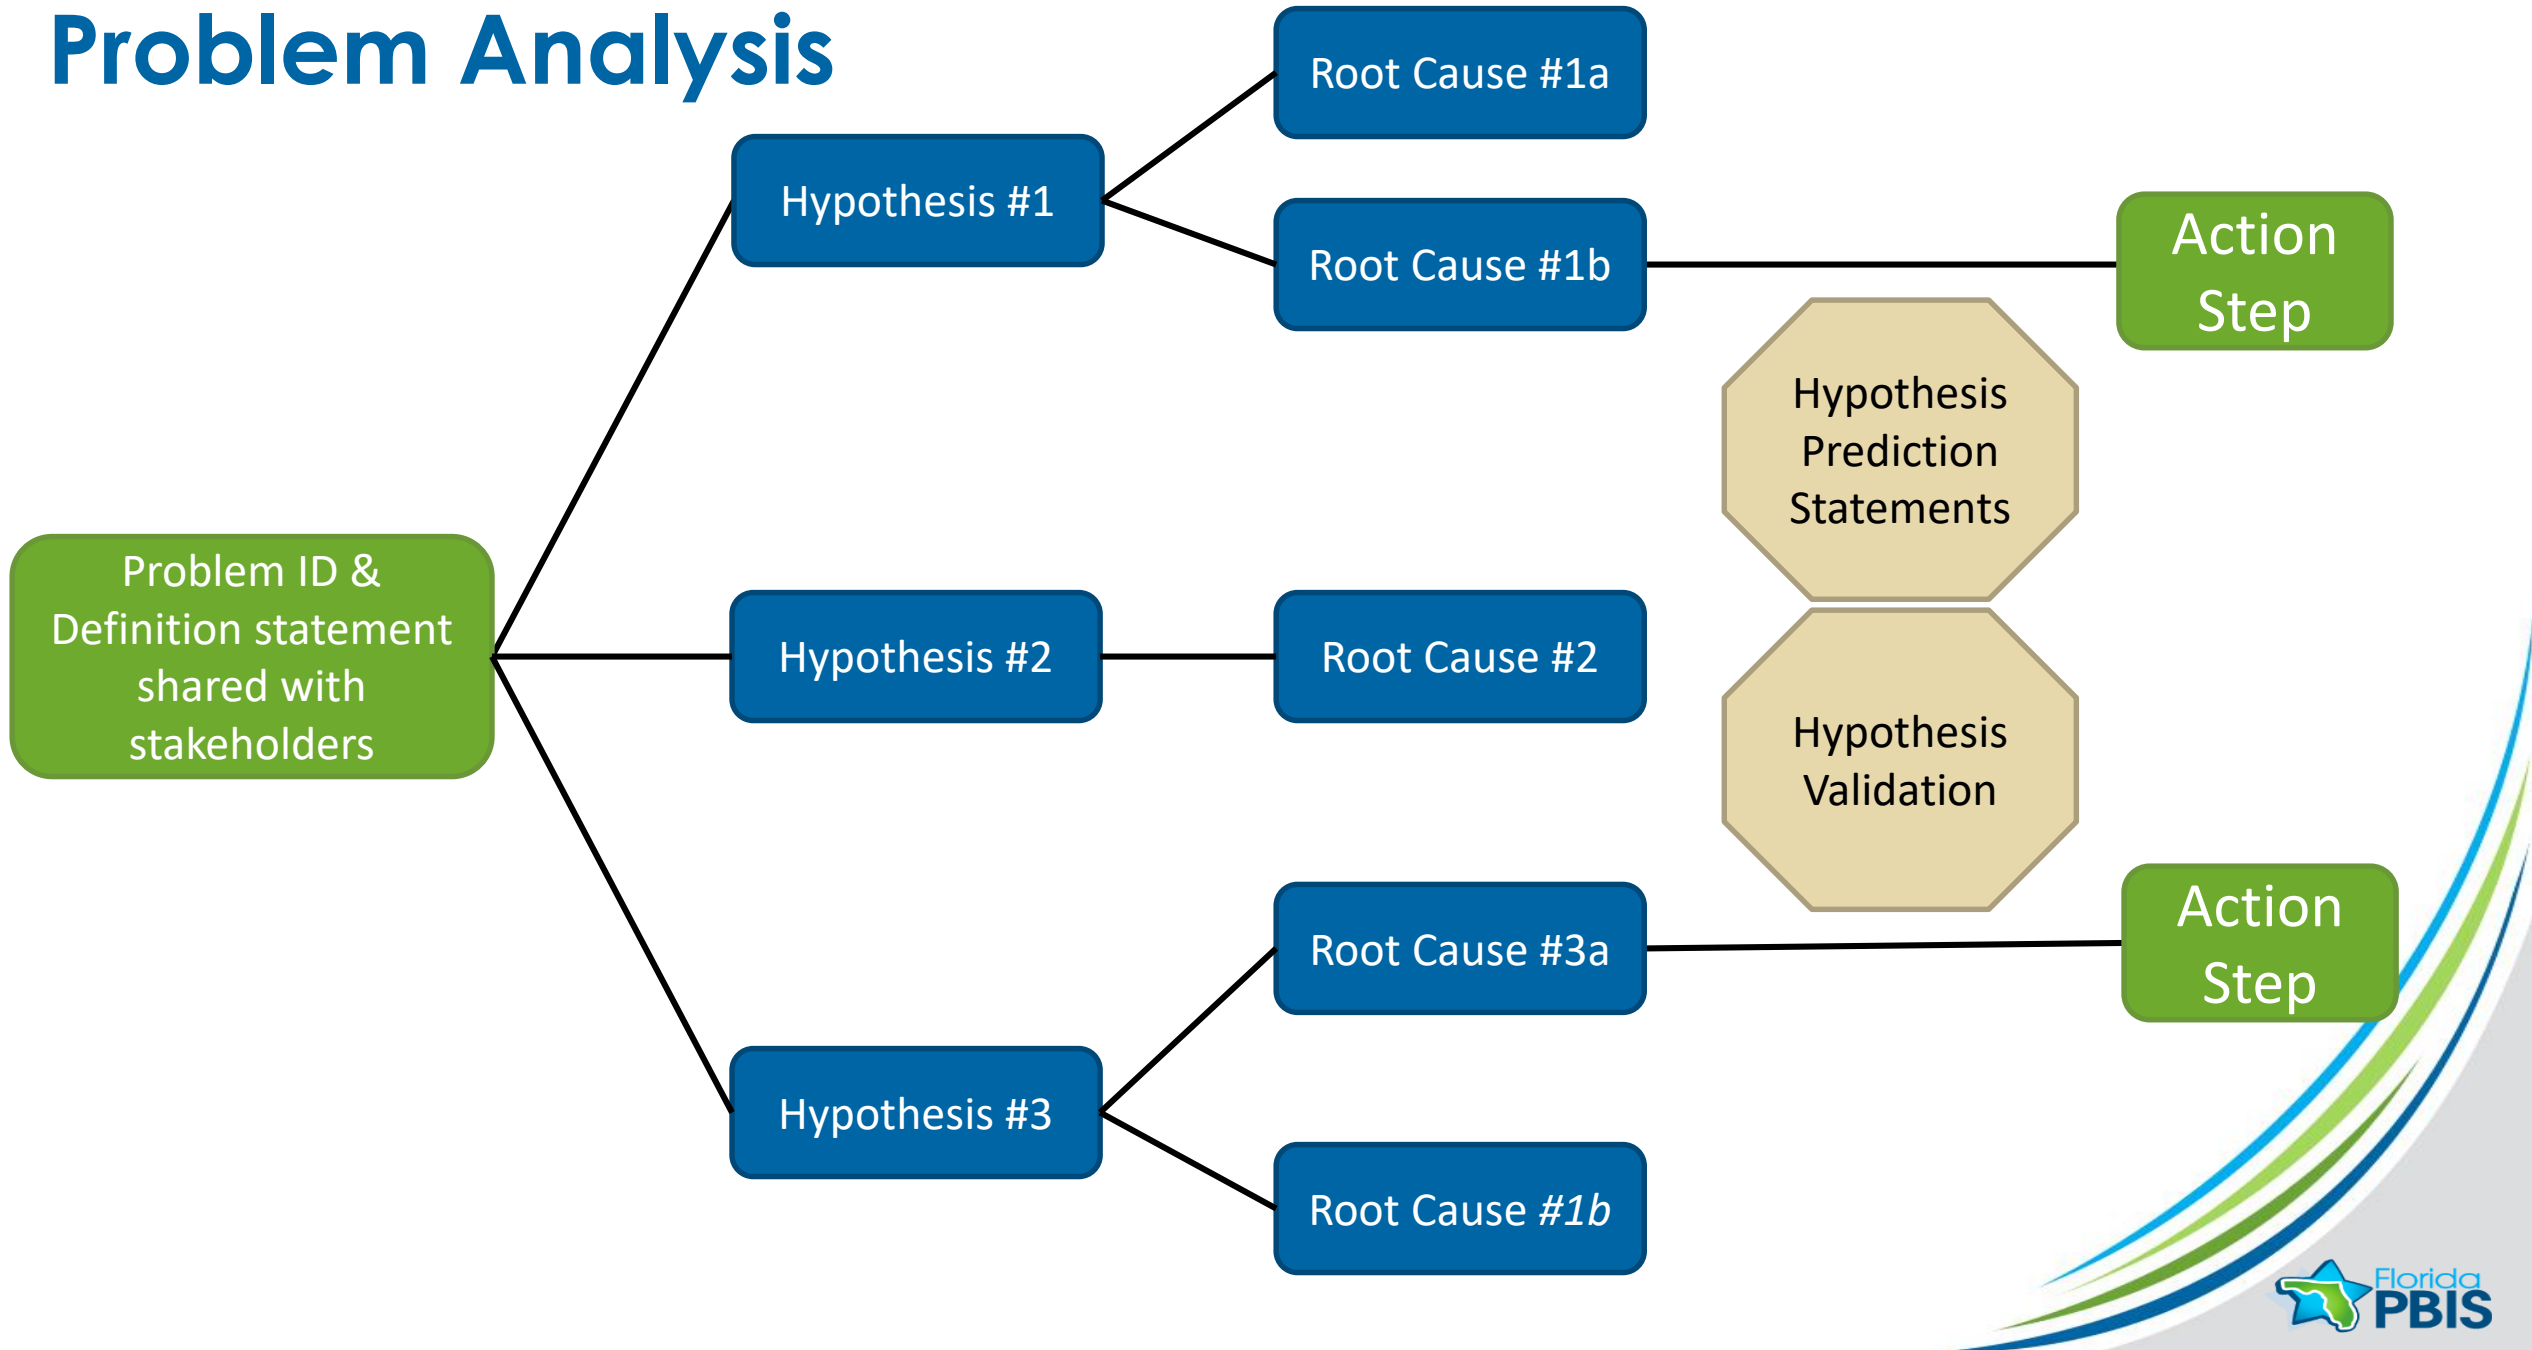 Problem Analysis
Root Cause #1a
Hypothesis #1
Root Cause #1b
Action
Step
Hypothesis
Prediction
Statements
Problem ID &
Definition statement
shared with
stakeholders
Hypothesis #2
Root Cause #2
Hypothesis
Validation
Root Cause #3a
Action
Step
Hypothesis #3
Root Cause #1b
Florida
PBIS